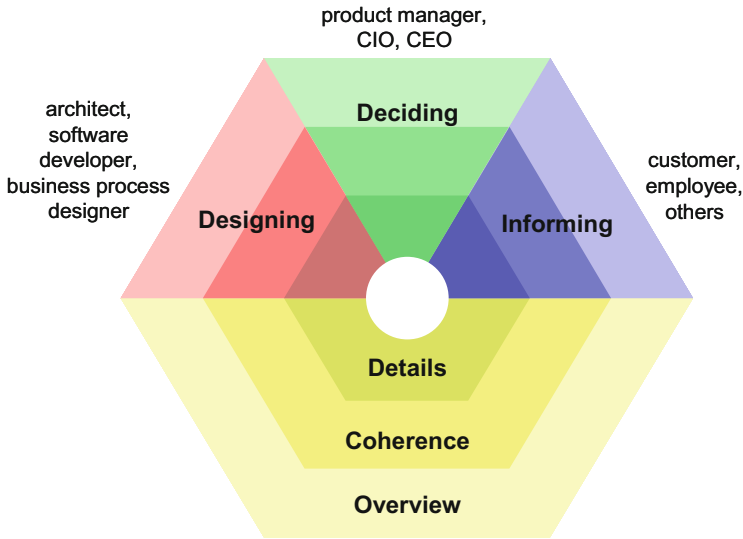 product manager,
CIO, CEO
architect,
software
developer,
business process
designer
Deciding
customer,
employee,
others
Designing
Informing
Details
Coherence
Overview